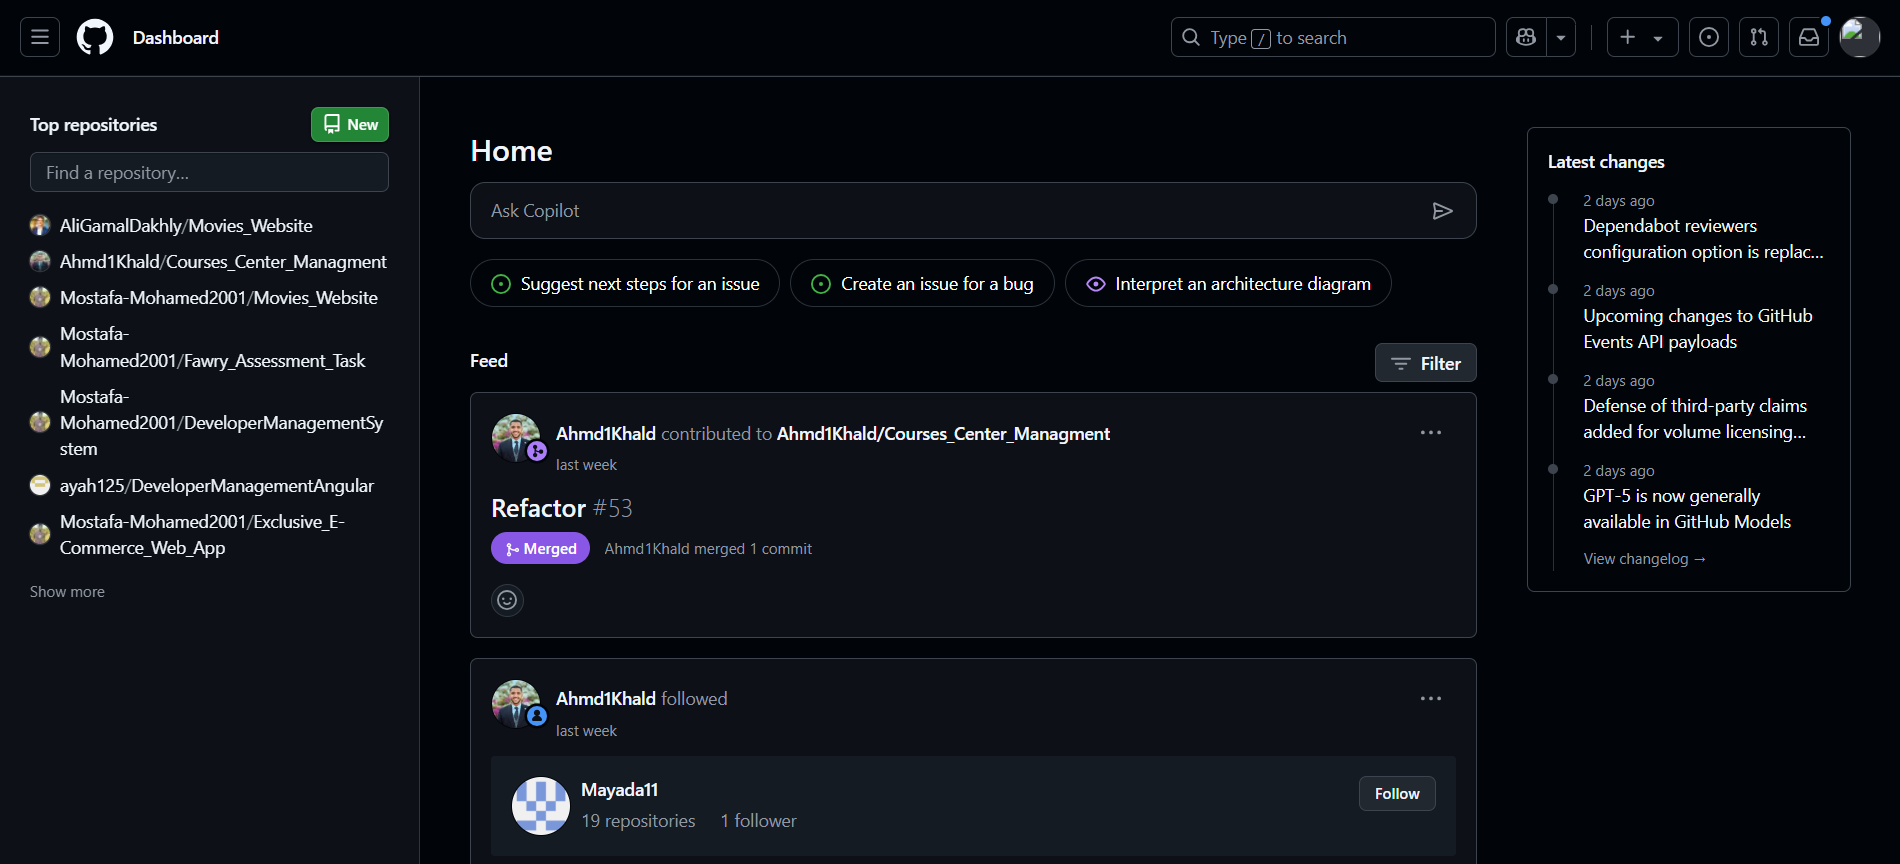 Dashboard
Type / to search
Top repositories
New
Find a repository...
AliGamalDakhly/Movies_Website
Ahmd1Khald/Courses_Center_Managment
Mostafa-Mohamed2001/Movies_Website
Mostafa-
Mohamed2001/Fawry_Assessment_Task
Mostafa-
Mohamed2001/DeveloperManagementSy
stem
ayah125/DeveloperManagementAngular
Mostafa-Mohamed2001/Exclusive_E-
Commerce_Web_App
Show more
Home
Ask Copilot
Suggest next steps for an issue
Create an issue for a bug
Interpret an architecture diagram
Feed
Filter
Ahmd1Khald contributed to Ahmd1Khald/Courses_Center_Managment
last week
Refactor #53
Merged
Ahmd1Khald merged 1 commit
Ahmd1Khald followed
last week
Mayada11
19 repositories 1 follower
Follow
Latest changes
2 days ago
Dependabot reviewers
configuration option is replac...
2 days ago
Upcoming changes to GitHub
Events API payloads
2 days ago
Defense of third-party claims
added for volume licensing...
2 days ago
GPT-5 is now generally
available in GitHub Models
View changelog →